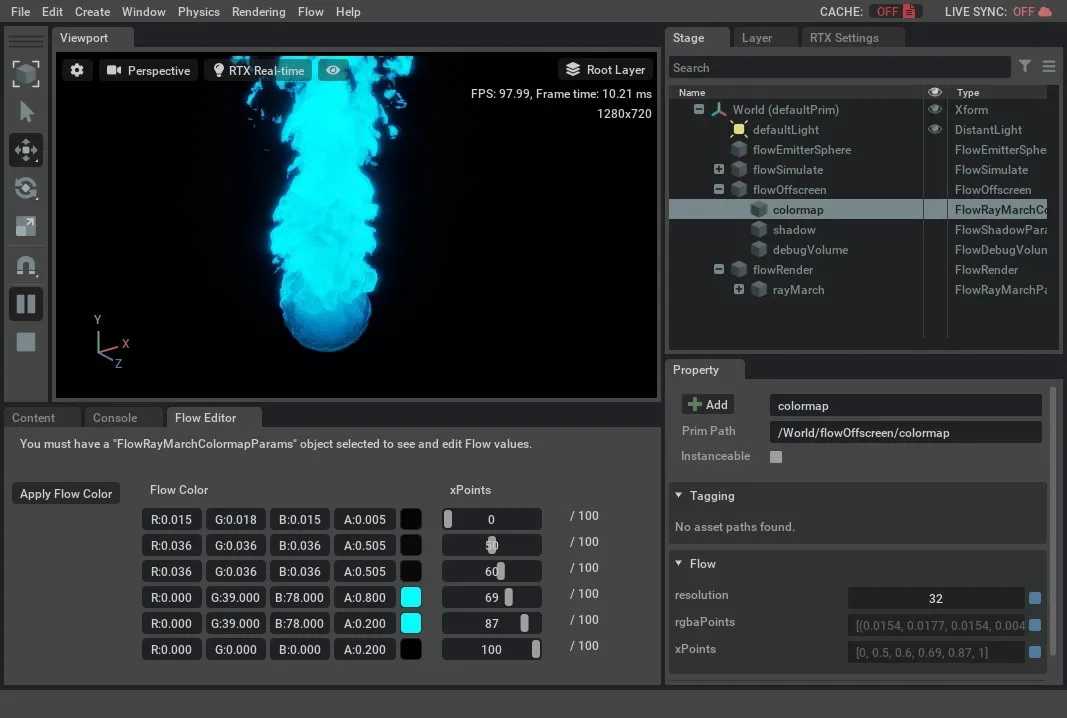 File Edit Create Window Physics Rendering Flow Help CACHE: OFF LIVE SYNC: OFF
Viewport
Perspective RTX Real-time Root Layer
FPS: 97.99, Frame time: 10.21 ms
1280x720
Y
X
Z
Stage Layer RTX Settings
Search
Name Type
World (defaultPrim) Xform
defaultLight DistantLight
flowEmitterSphere FlowEmitterSphe
flowSimulate FlowSimulate
flowOffscreen FlowOffscreen
colormap FlowRayMarchCo
shadow FlowShadowPara
debugVolume FlowDebugVolun
flowRender FlowRender
rayMarch FlowRayMarchPa
Content Console Flow Editor
You must have a "FlowRayMarchColormapParams" object selected to see and edit Flow values.
Apply Flow Color
Flow Color xPoints
R:0.015 G:0.018 B:0.015 A:0.005 0 / 100
R:0.036 G:0.036 B:0.036 A:0.505 50 / 100
R:0.036 G:0.036 B:0.036 A:0.505 60 / 100
R:0.000 G:39.000 B:78.000 A:0.800 69 / 100
R:0.000 G:39.000 B:78.000 A:0.200 87 / 100
R:0.000 G:0.000 B:0.000 A:0.200 100 / 100
Property
Add colormap
Prim Path /World/flowOffscreen/colormap
Instanceable
Tagging
No asset paths found.
Flow
resolution 32
rgbaPoints [(0.0154, 0.0177, 0.0154, 0.004
xPoints [0, 0.5, 0.6, 0.69, 0.87, 1]